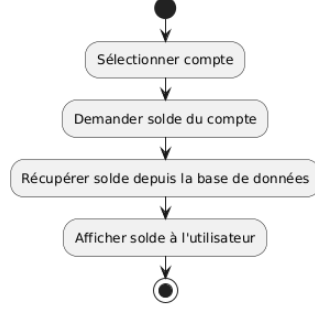 Sélectionner compte
Demander solde du compte
Récupérer solde depuis la base de données
Afficher solde à l'utilisateur